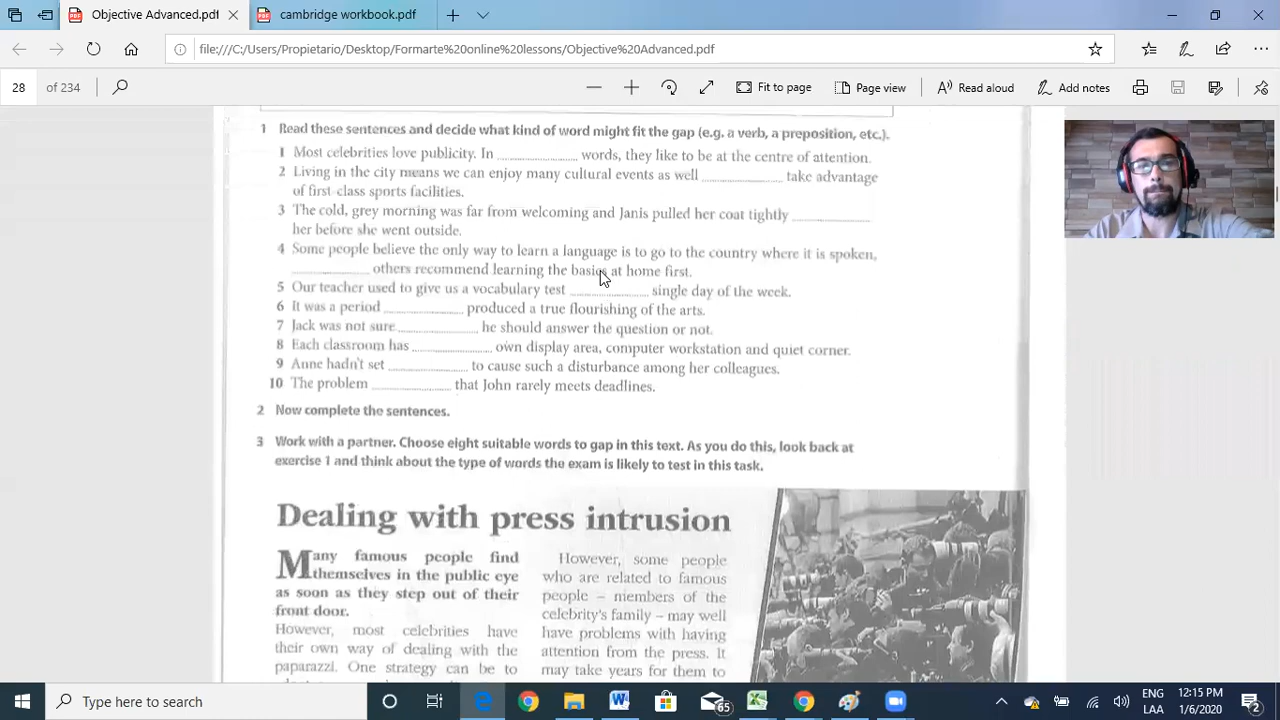 Objective Advanced.pdf
cambridge workbook.pdf
file:///C:/Users/Propietario/Desktop/Formarte%20online%20lessons/Objective%20Advanced.pdf
28 of 234
Fit to page
Page view
Read aloud
Add notes
1 Read these sentences and decide what kind of word might fit the gap (e.g. a verb, a preposition, etc.).
1 Most celebrities love publicity. In .................... words, they like to be at the centre of attention.
2 Living in the city means we can enjoy many cultural events as well .................... take advantage
of first-class sports facilities.
3 The cold, grey morning was far from welcoming and Janis pulled her coat tightly ....................
her before she went outside.
4 Some people believe the only way to learn a language is to go to the country where it is spoken,
.................... others recommend learning the basics at home first.
5 Our teacher used to give us a vocabulary test .................... single day of the week.
6 It was a period .................... produced a true flourishing of the arts.
7 Jack was not sure .................... he should answer the question or not.
8 Each classroom has .................... own display area, computer workstation and quiet corner.
9 Anne hadn't set .................... to cause such a disturbance among her colleagues.
10 The problem .................... that John rarely meets deadlines.
2 Now complete the sentences.
3 Work with a partner. Choose eight suitable words to gap in this text. As you do this, look back at
exercise 1 and think about the type of words the exam is likely to test in this task.
Dealing with press intrusion
Many famous people find
themselves in the public eye
as soon as they step out of their
front door.
However, most celebrities have
their own way of dealing with the
paparazzi. One strategy can be to
However, some people
who are related to famous
people – members of the
celebrity's family – may well
have problems with having
attention from the press. It
may take years for them to
Type here to search
65
ENG
LAA
12:15 PM
1/6/2020
2